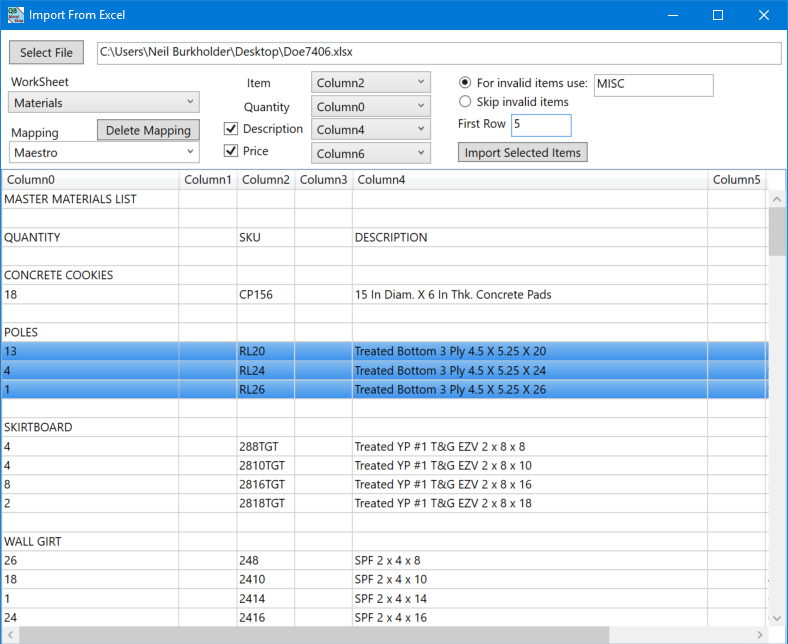 Import From Excel
Select File C:\Users\Neil Burkholder\Desktop\Doe7406.xlsx
WorkSheet
Materials
Mapping Delete Mapping
Maestro
Item Column2
Quantity Column0
Description Column4
Price Column6
For invalid items use: MISC
Skip invalid items
First Row 5
Import Selected Items
Column0 Column1 Column2 Column3 Column4 Column5
MASTER MATERIALS LIST
QUANTITY SKU DESCRIPTION
CONCRETE COOKIES
18 CP156 15 In Diam. X 6 In Thk. Concrete Pads
POLES
13 RL20 Treated Bottom 3 Ply 4.5 X 5.25 X 20
4 RL24 Treated Bottom 3 Ply 4.5 X 5.25 X 24
1 RL26 Treated Bottom 3 Ply 4.5 X 5.25 X 26
SKIRTBOARD
4 288TGT Treated YP #1 T&G EZV 2 x 8 x 8
4 2810TGT Treated YP #1 T&G EZV 2 x 8 x 10
8 2816TGT Treated YP #1 T&G EZV 2 x 8 x 16
2 2818TGT Treated YP #1 T&G EZV 2 x 8 x 18
WALL GIRT
26 248 SPF 2 x 4 x 8
18 2410 SPF 2 x 4 x 10
1 2414 SPF 2 x 4 x 14
24 2416 SPF 2 x 4 x 16